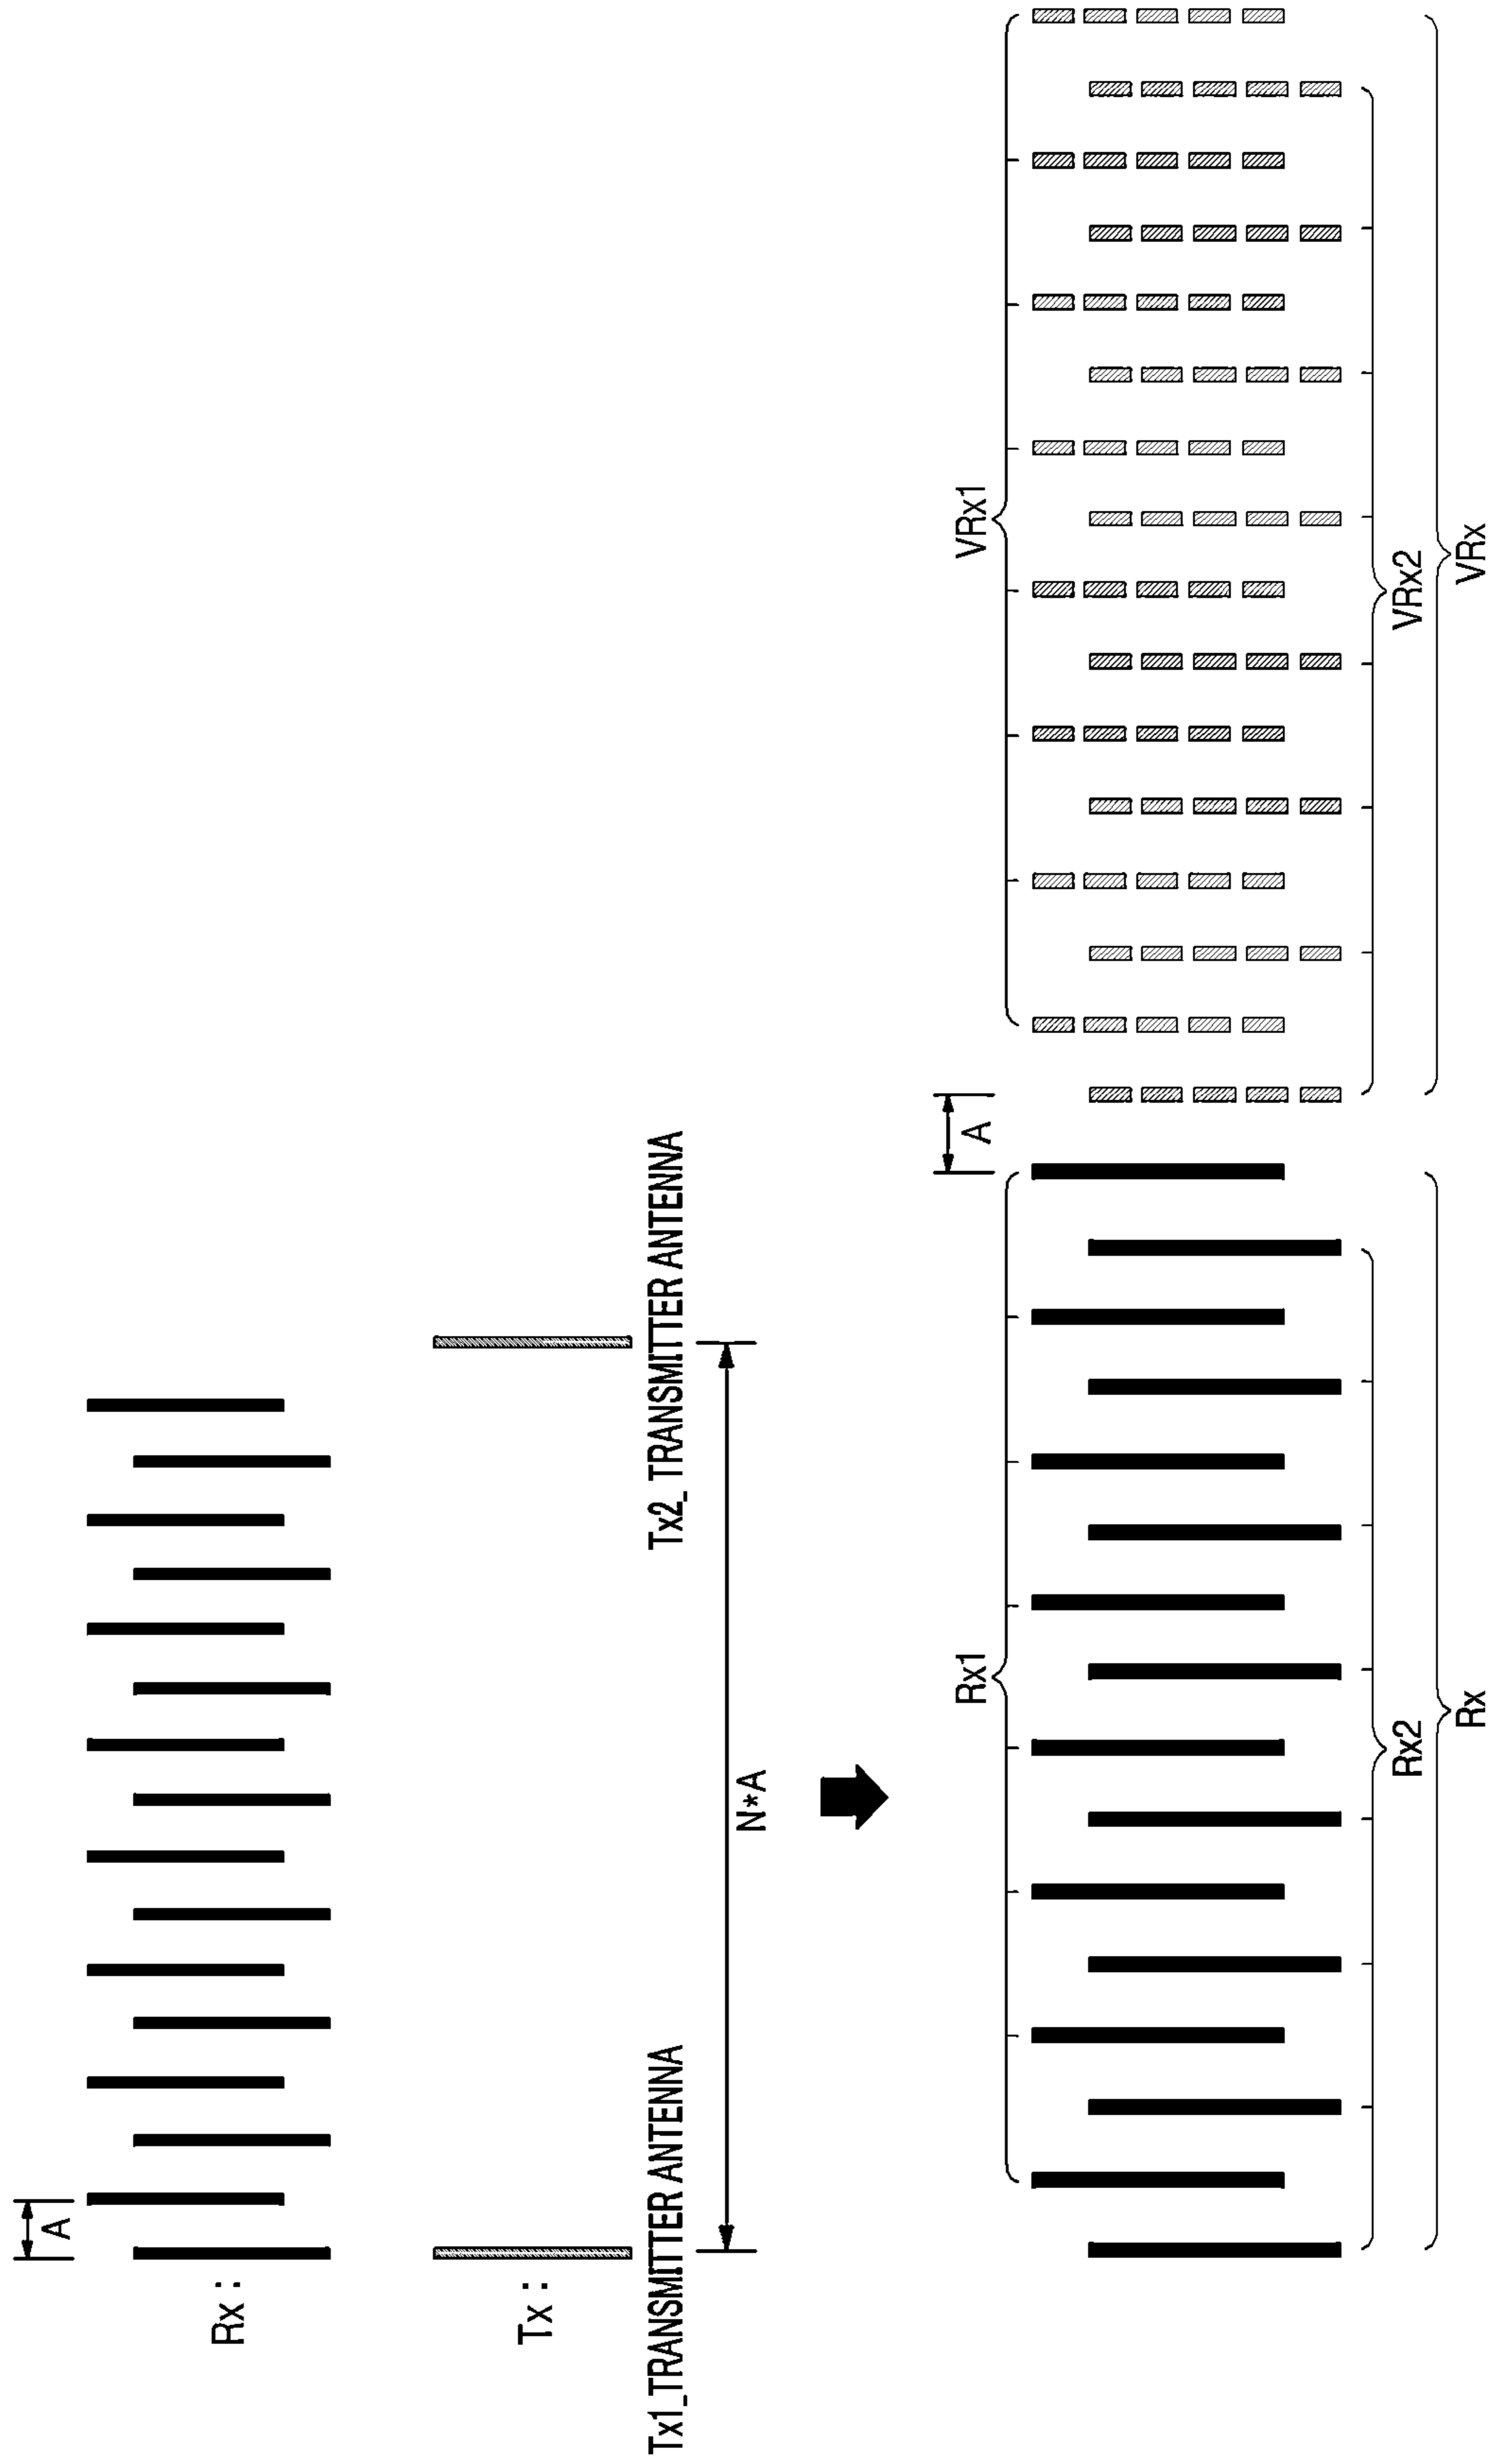 A
Rx :
Tx :
Tx1_TRANSMITTER ANTENNA
Tx2_ TRANSMITTER ANTENNA
N*A
A
Rx1
VRx1
Rx2
VRx2
Rx
VRx